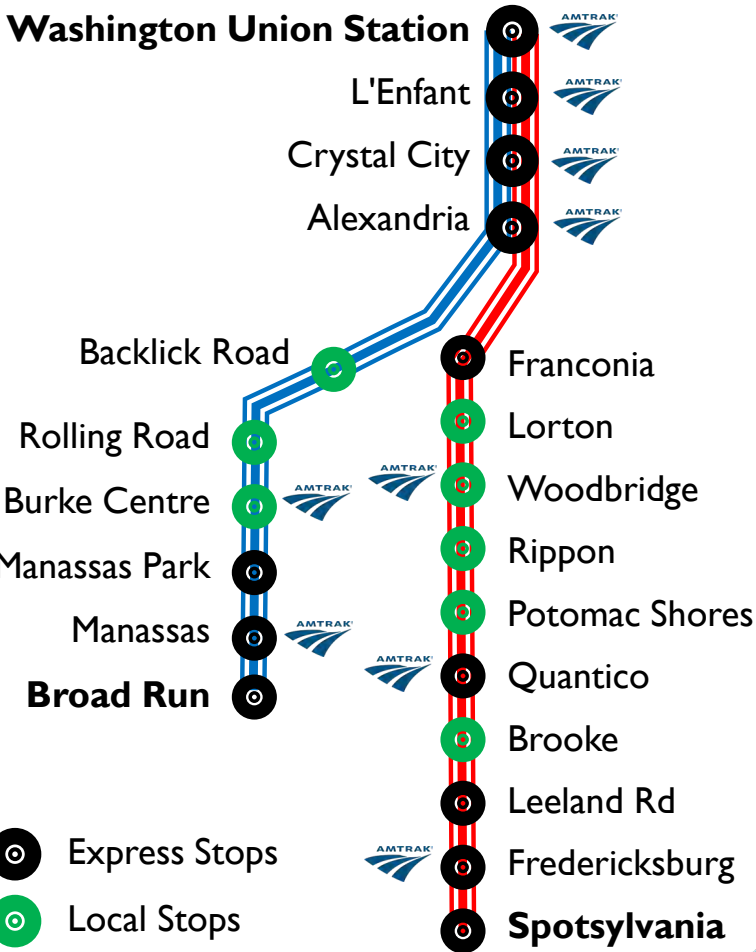 Washington Union Station
AMTRAK
L'Enfant
AMTRAK
Crystal City
AMTRAK
Alexandria
AMTRAK
Backlick Road
Franconia
Rolling Road
Lorton
Burke Centre
AMTRAK
AMTRAK
Woodbridge
Manassas Park
Rippon
Manassas
AMTRAK
Potomac Shores
Broad Run
AMTRAK
Quantico
Brooke
Leeland Rd
Express Stops
AMTRAK
Fredericksburg
Local Stops
Spotsylvania